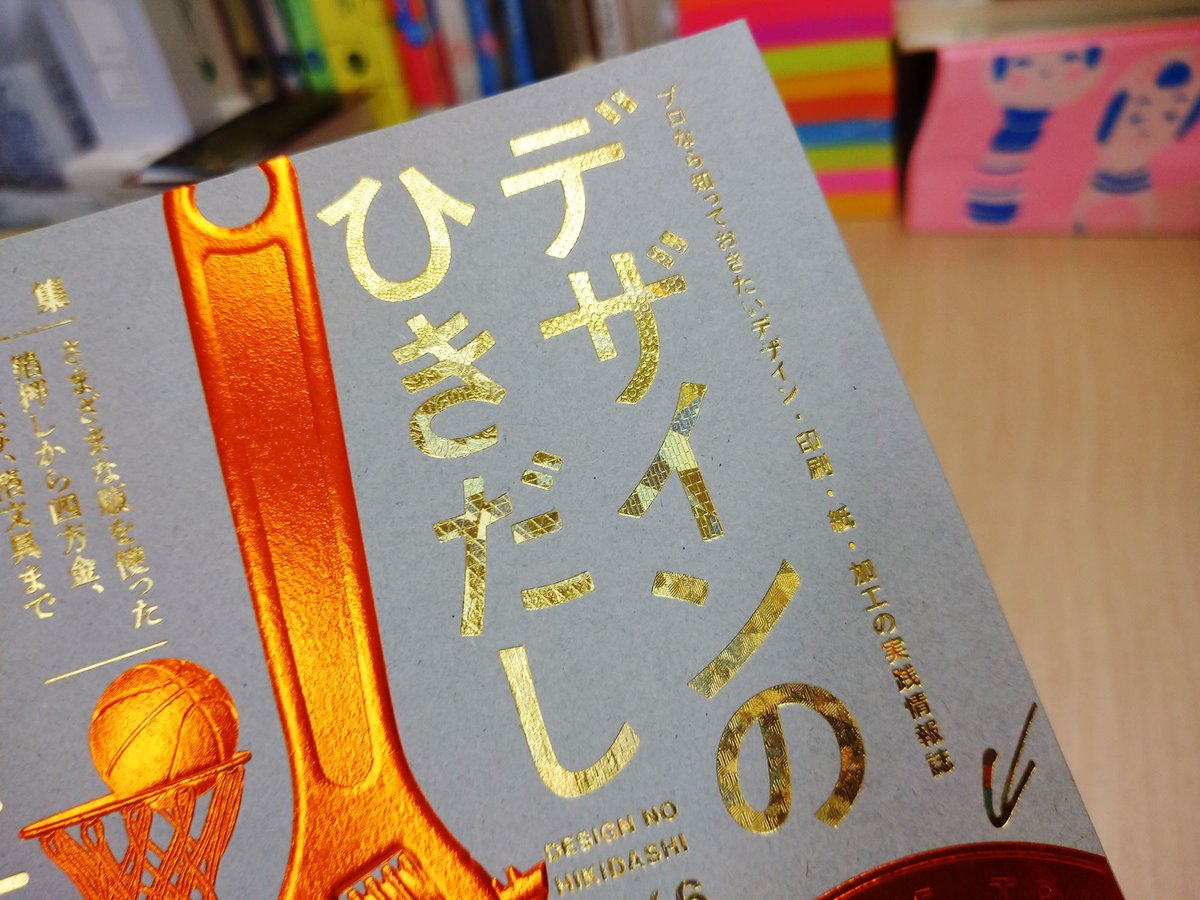 プロなら知っておきたいデザイン・印刷・紙・加工の実践情報誌
デザインの
ひきだし
DESIGN NO
HIKIDASHI
集
さまざまな版を使った
箔押しから四方金、
箔文具まで